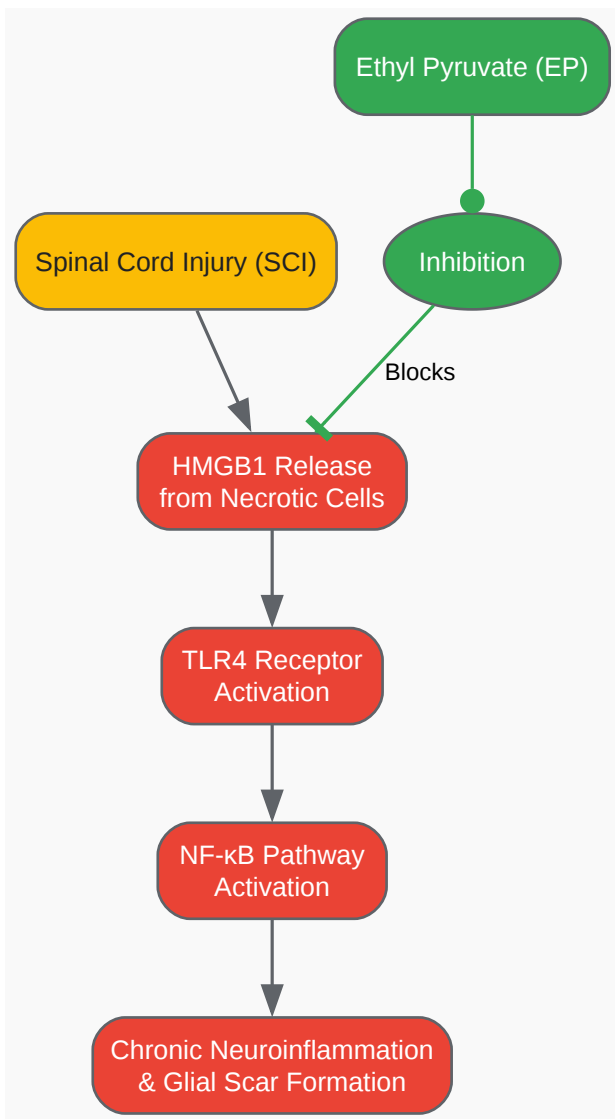 Ethyl Pyruvate (EP)
Spinal Cord Injury (SCI)
Inhibition
Blocks
HMGB1 Release
from Necrotic Cells
TLR4 Receptor
Activation
NF-κB Pathway
Activation
Chronic Neuroinflammation
& Glial Scar Formation